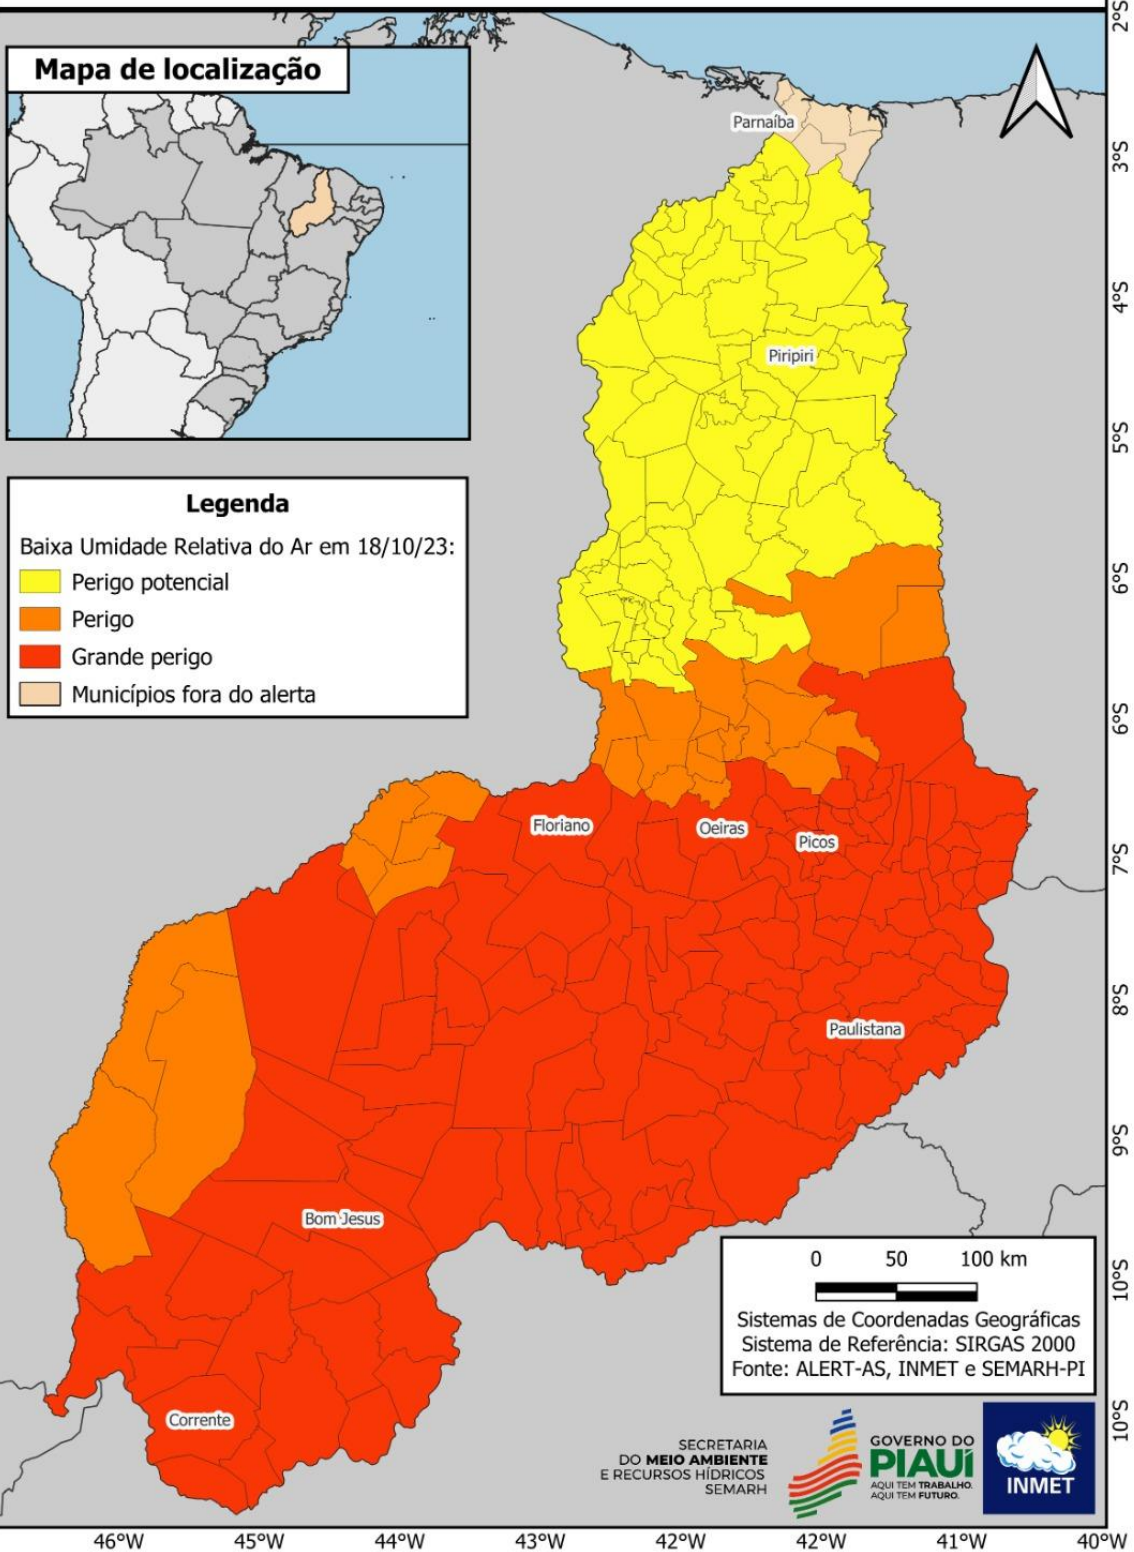 Mapa de localização
Parnaíba
Piripiri
Legenda
Baixa Umidade Relativa do Ar em 18/10/23:
Perigo potencial
Perigo
Grande perigo
Municípios fora do alerta
Floriano
Oeiras
Picos
Paulistana
Bom Jesus
Corrente
0 50 100 km
Sistemas de Coordenadas Geográficas
Sistema de Referência: SIRGAS 2000
Fonte: ALERT-AS, INMET e SEMARH-PI
SECRETARIA
DO MEIO AMBIENTE
E RECURSOS HÍDRICOS
SEMARH
GOVERNO DO
PIAUÍ
AQUI TEM TRABALHO.
AQUI TEM FUTURO.
INMET
2°S
3°S
4°S
5°S
6°S
6°S
7°S
8°S
9°S
10°S
10°S
46°W 45°W 44°W 43°W 42°W 42°W 41°W 40°W